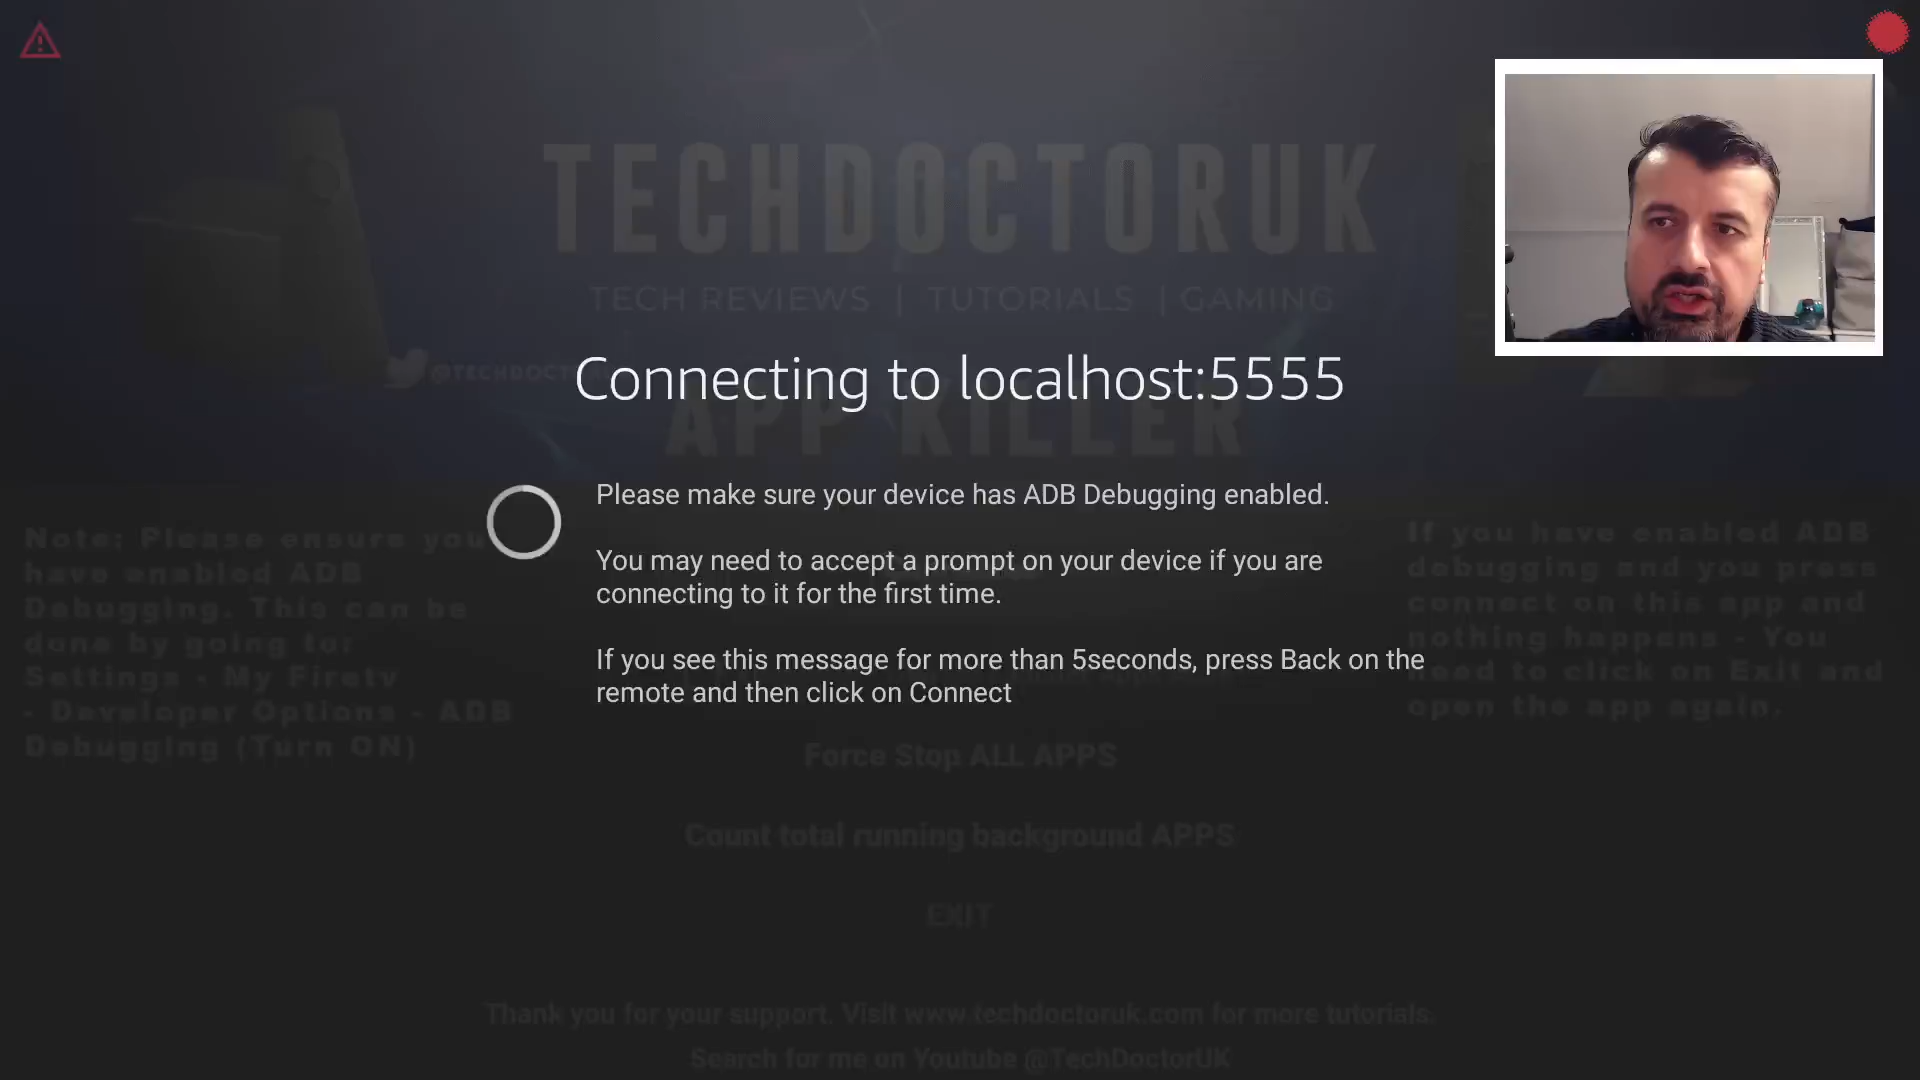 TECHDOCTORUK
TECH REVIEWS | TUTORIALS | GAMING
@TECHDOCT
Connecting to localhost:5555
APP KILLER
Please make sure your device has ADB Debugging enabled.
You may need to accept a prompt on your device if you are
connecting to it for the first time.
If you see this message for more than 5seconds, press Back on the
remote and then click on Connect
Note: Please ensure you
have enabled ADB
Debugging. This can be
done by going to:
Settings - My Firetv
- Developer Options - ADB
Debugging (Turn ON)
If you have enabled ADB
debugging and you press
connect on this app and
nothing happens - You
need to click on Exit and
open the app again.
Force Stop ALL APPS
Count total running background APPS
EXIT
Thank you for your support. Visit www.techdoctoruk.com for more tutorials.
Search for me on Youtube @TechDoctorUK